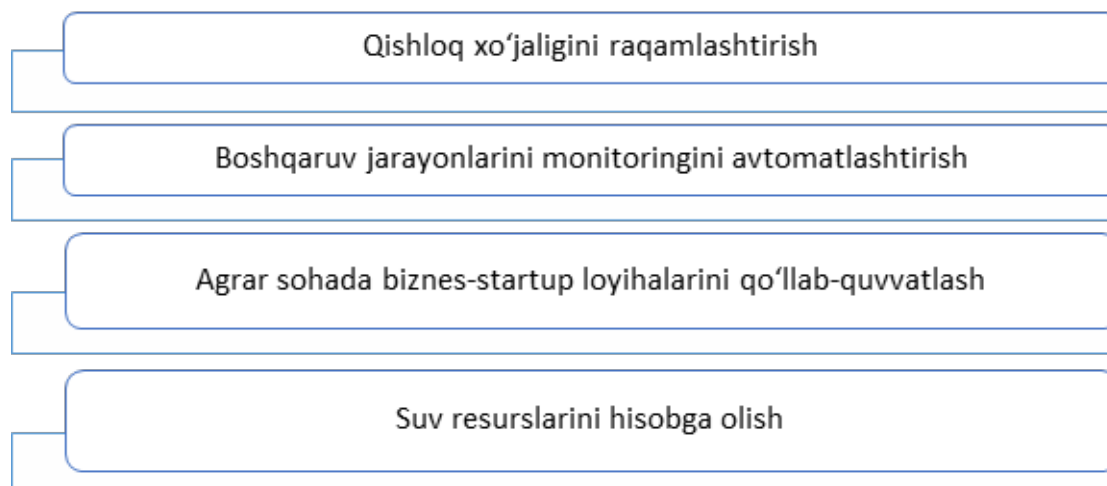 Qishloq xo‘jaligini raqamlashtirish
Boshqaruv jarayonlarini monitoringini avtomatlashtirish
Agrar sohada biznes-startup loyihalarini qo‘llab-quvvatlash
Suv resurslarini hisobga olish